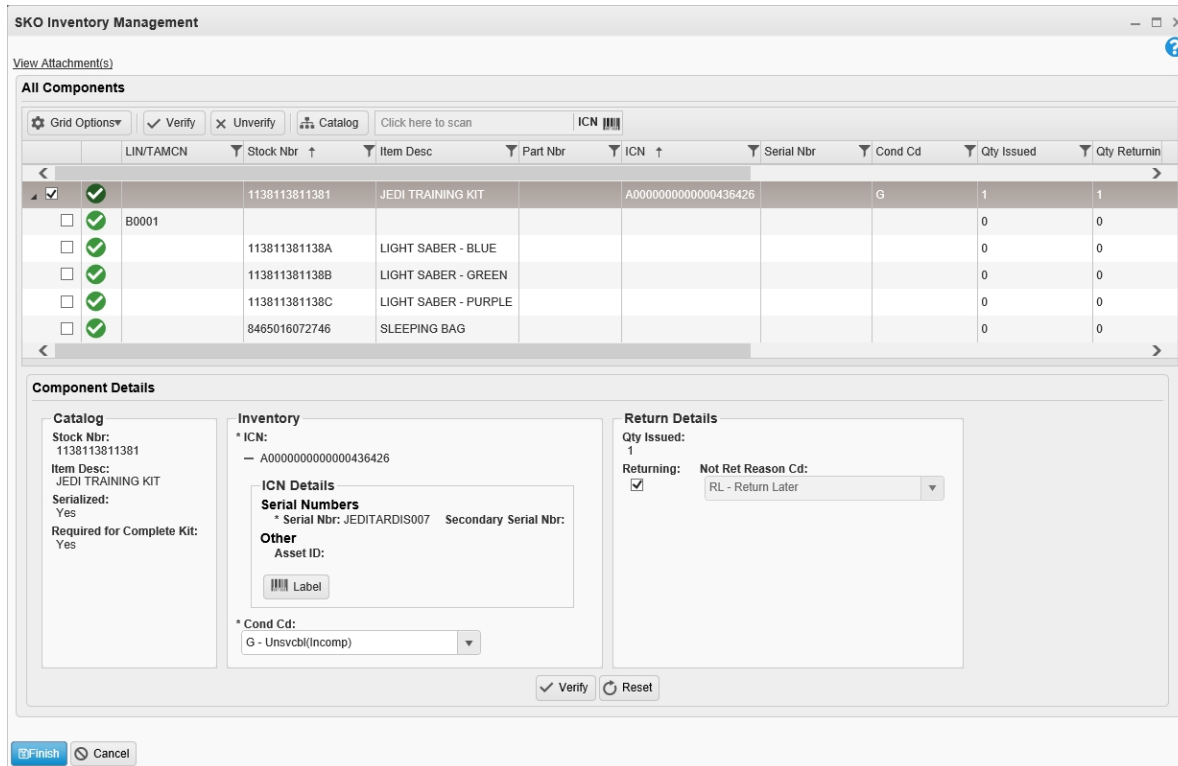 SKO Inventory Management
View Attachment(s)
All Components
Grid Options Verify Unverify Catalog Click here to scan ICN
LIN/TAMCN Stock Nbr ↑ Item Desc Part Nbr ICN ↑ Serial Nbr Cond Cd Qty Issued Qty Returnin
1138113811381 JEDI TRAINING KIT A0000000000000436426 G 1 1
B0001 0 0
113811381138A LIGHT SABER - BLUE 0 0
113811381138B LIGHT SABER - GREEN 0 0
113811381138C LIGHT SABER - PURPLE 0 0
8465016072746 SLEEPING BAG 0 0
Component Details
Catalog
Stock Nbr:
1138113811381
Item Desc:
JEDI TRAINING KIT
Serialized:
Yes
Required for Complete Kit:
Yes
Inventory
* ICN:
A0000000000000436426
ICN Details
Serial Numbers
* Serial Nbr: JEDITARDIS007 Secondary Serial Nbr:
Other
Asset ID:
Label
* Cond Cd:
G - Unsvcbl(Incomp)
Return Details
Qty Issued:
1
Returning: Not Ret Reason Cd:
RL - Return Later
Verify Reset
Finish Cancel